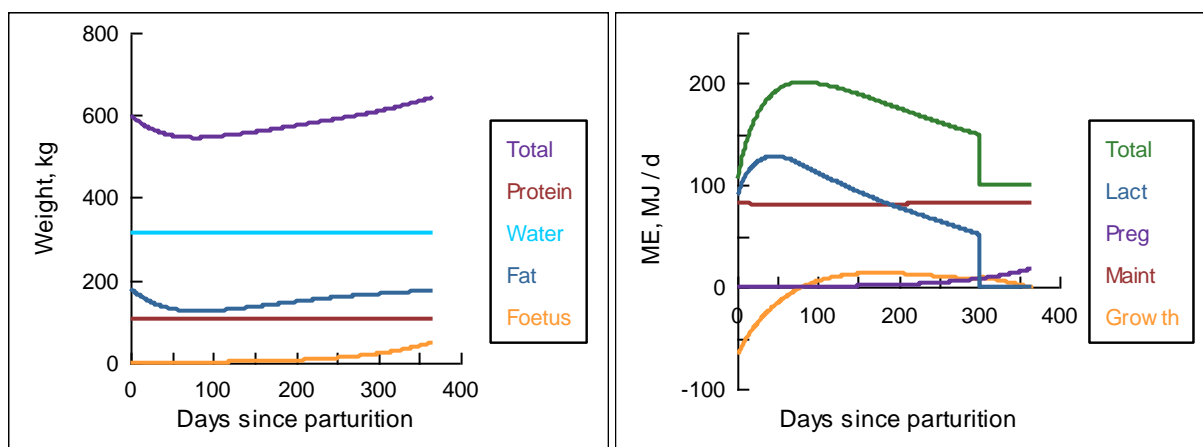 800
600
400
200
0
Weight, kg
0
100
200
300
400
Days since parturition
Total
Protein
Water
Fat
Foetus
200
100
0
-100
ME, MJ / d
0
100
200
300
400
Days since parturition
Total
Lact
Preg
Maint
Growth